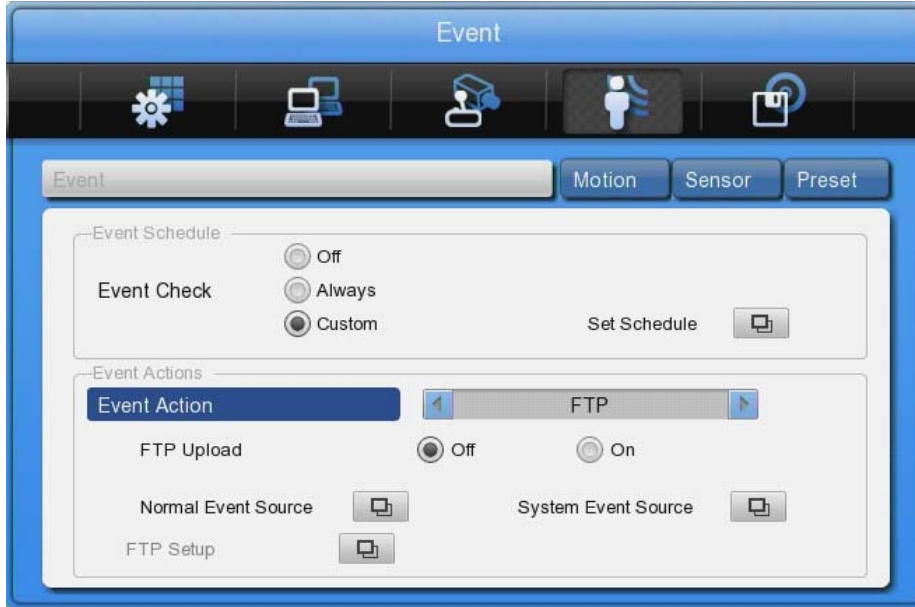 Event
Event Motion Sensor Preset
Event Schedule
Off
Event Check Always
Custom Set Schedule
Event Actions
Event Action FTP
FTP Upload Off On
Normal Event Source System Event Source
FTP Setup